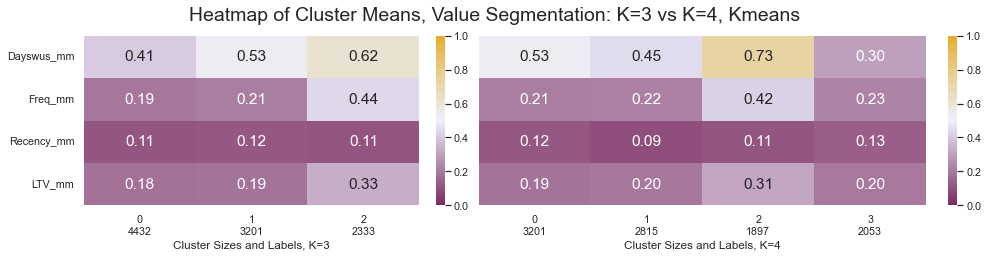 Heatmap of Cluster Means, Value Segmentation: K=3 vs K=4, Kmeans
Dayswus_mm 0.41 0.53 0.62
Freq_mm 0.19 0.21 0.44
Recency_mm 0.11 0.12 0.11
LTV_mm 0.18 0.19 0.33
0 1 2
4432 3201 2333
Cluster Sizes and Labels, K=3
1.0
0.8
0.6
0.4
0.2
0.0
0.53 0.45 0.73 0.30
0.21 0.22 0.42 0.23
0.12 0.09 0.11 0.13
0.19 0.20 0.31 0.20
0 1 2 3
3201 2815 1897 2053
Cluster Sizes and Labels, K=4
1.0
0.8
0.6
0.4
0.2
0.0